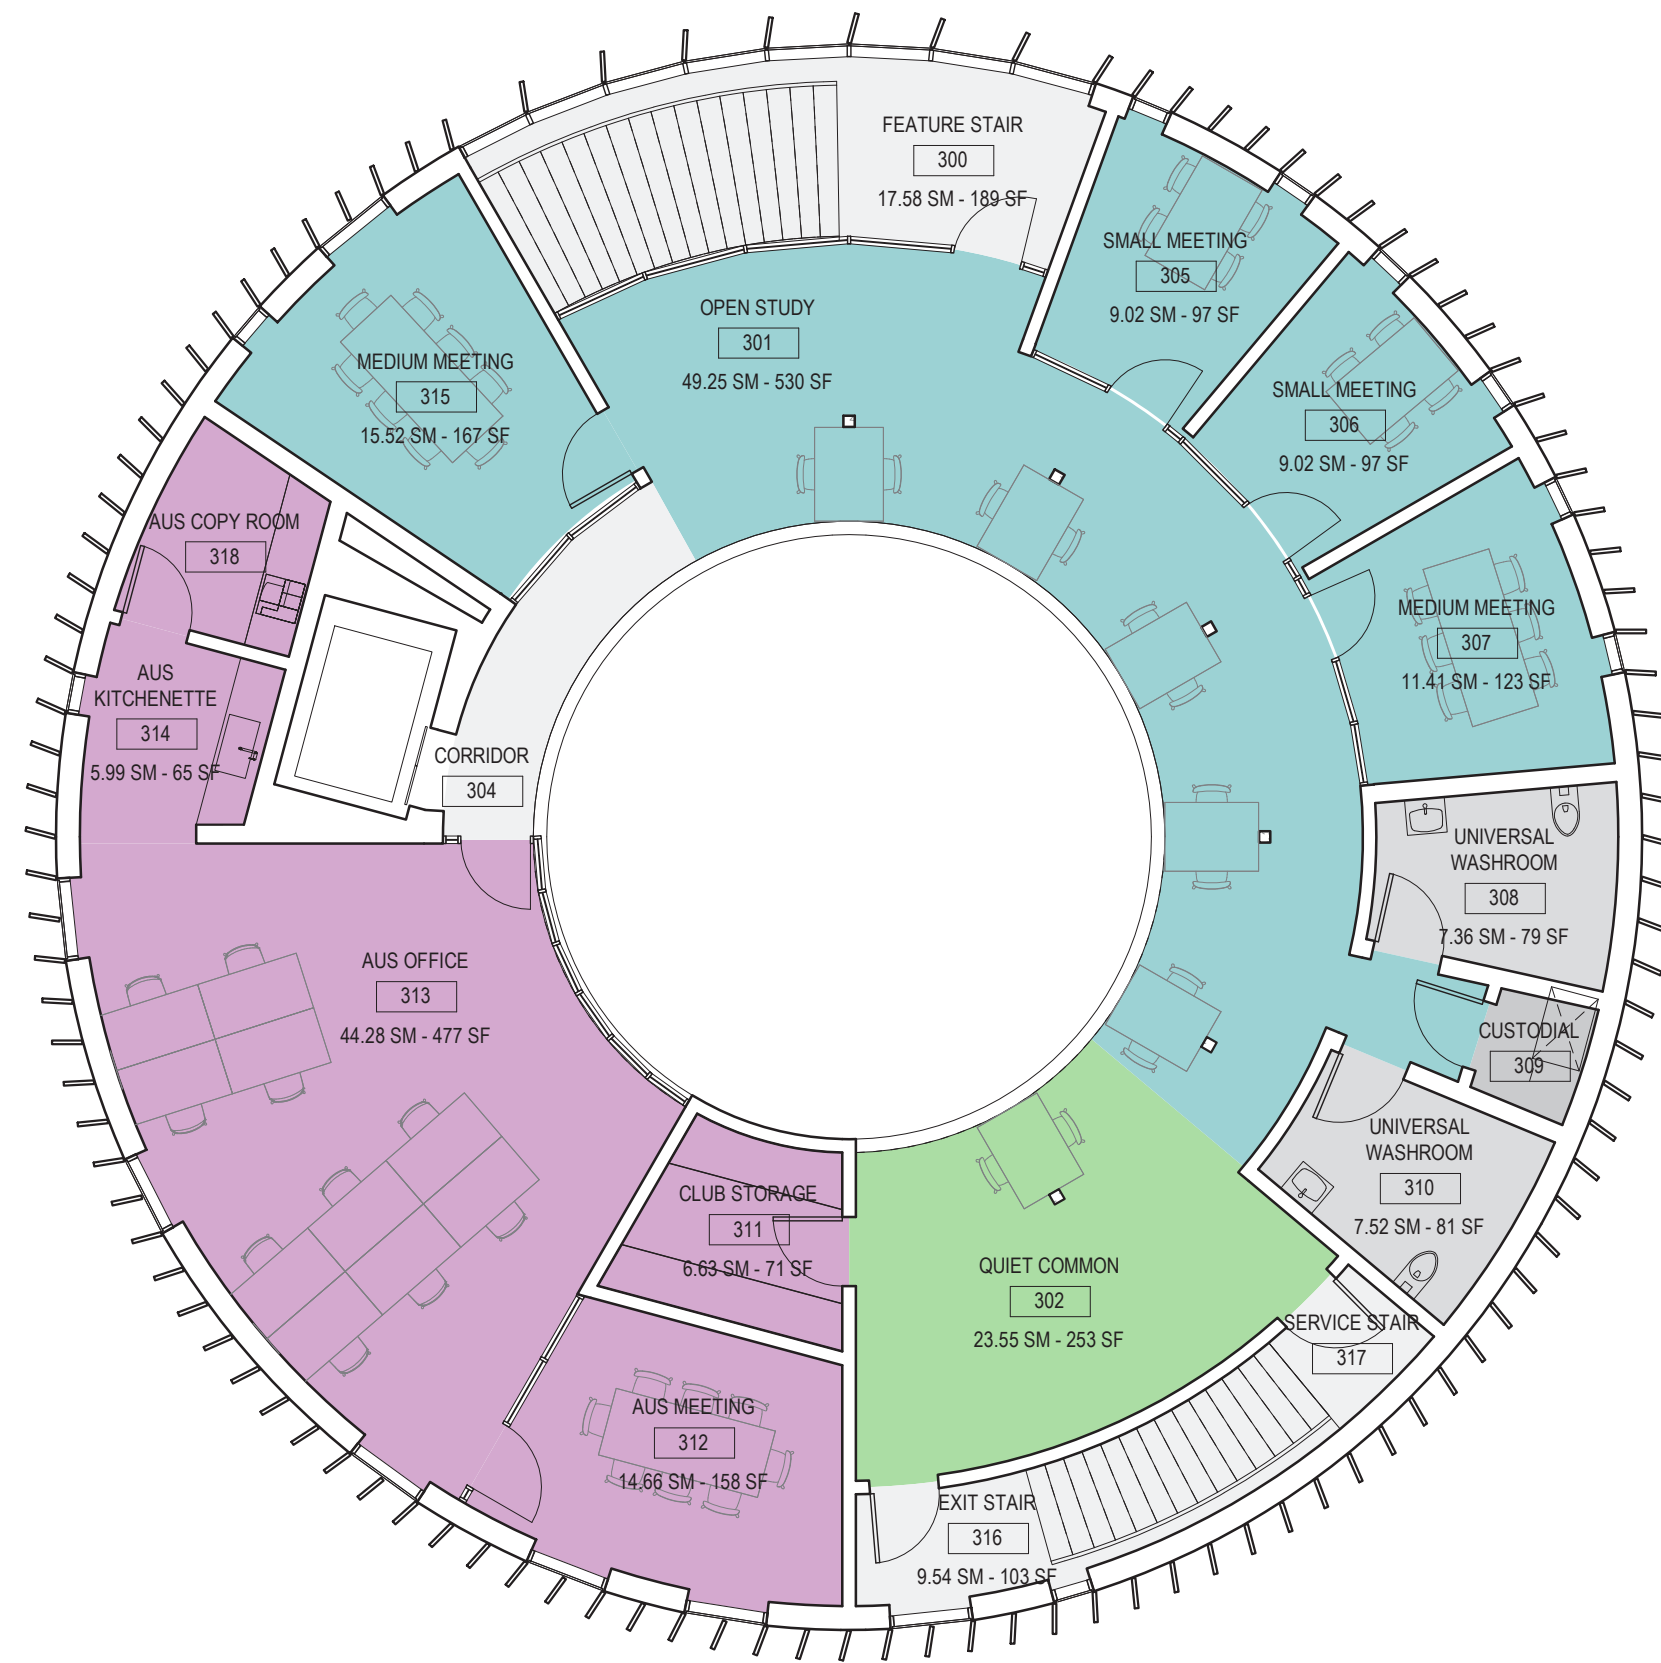 FEATURE STAIR
300
17.58 SM - 189 SF
SMALL MEETING
305
9.02 SM - 97 SF
OPEN STUDY
301
49.25 SM - 530 SF
MEDIUM MEETING
315
15.52 SM - 167 SF
SMALL MEETING
306
9.02 SM - 97 SF
AUS COPY ROOM
318
MEDIUM MEETING
307
11.41 SM - 123 SF
AUS
KITCHENETTE
314
5.99 SM - 65 SF
CORRIDOR
304
UNIVERSAL
WASHROOM
308
7.36 SM - 79 SF
AUS OFFICE
313
44.28 SM - 477 SF
CUSTODIAL
309
UNIVERSAL
WASHROOM
310
7.52 SM - 81 SF
CLUB STORAGE
311
6.63 SM - 71 SF
QUIET COMMON
302
23.55 SM - 253 SF
SERVICE STAIR
317
AUS MEETING
312
14.66 SM - 158 SF
EXIT STAIR
316
9.54 SM - 103 SF